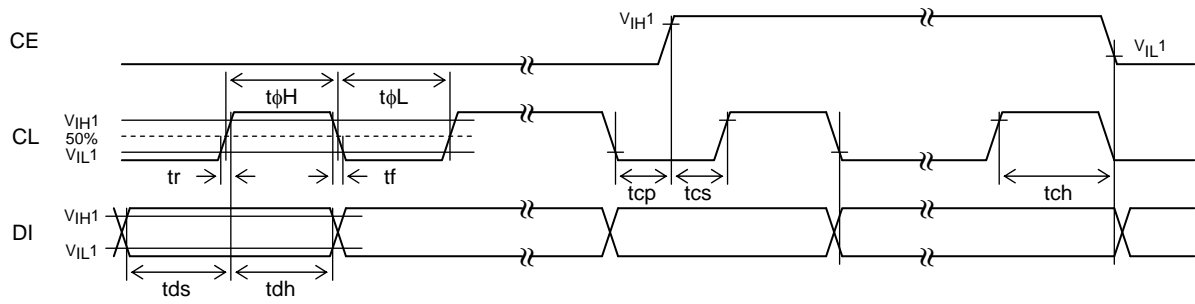 CE
VIH1
VIL1
tϕH
tϕL
CL
VIH1
50%
VIL1
tr
tf
tcp
tcs
tch
DI
VIH1
VIL1
tds
tdh